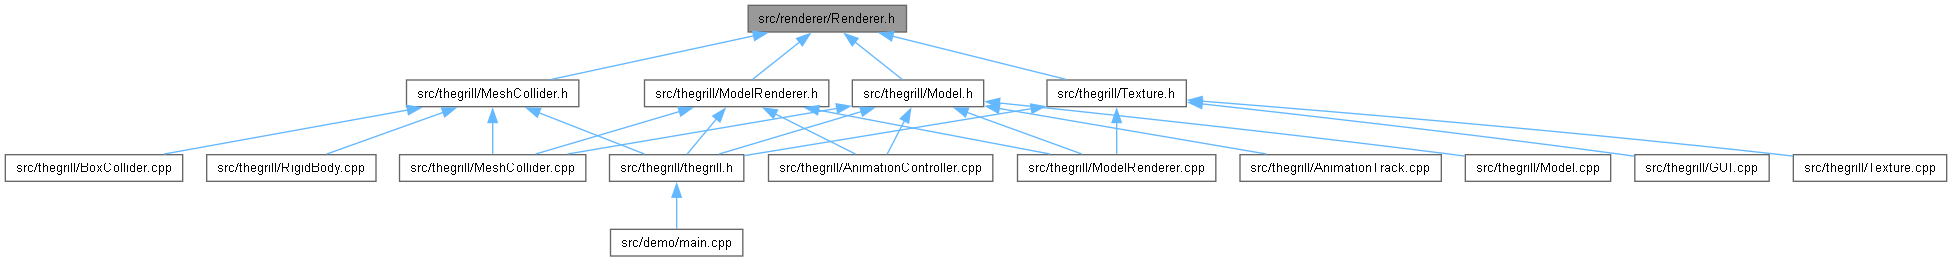 src/renderer/Renderer.h
src/thegrill/MeshCollider.h
src/thegrill/ModelRenderer.h
src/thegrill/Model.h
src/thegrill/Texture.h
src/thegrill/BoxCollider.cpp
src/thegrill/RigidBody.cpp
src/thegrill/MeshCollider.cpp
src/thegrill/thegrill.h
src/thegrill/AnimationController.cpp
src/thegrill/ModelRenderer.cpp
src/thegrill/AnimationTrack.cpp
src/thegrill/Model.cpp
src/thegrill/GUI.cpp
src/thegrill/Texture.cpp
src/demo/main.cpp